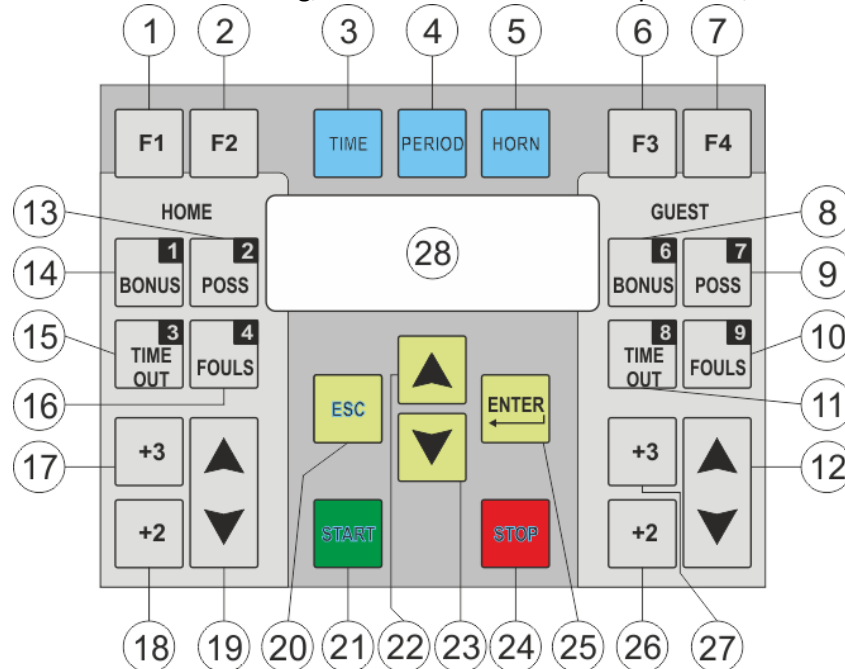 1 2 3 4 5 6 7
F1 F2 TIME PERIOD HORN F3 F4
13 HOME GUEST 8
14 1 BONUS 2 POSS 28 6 BONUS 7 POSS 9
15 3 TIME OUT 4 FOULS 8 TIME OUT 9 FOULS 10
16 ESC ENTER 11
17 +3 +3 12
+2 START STOP +2
18 19 20 21 22 23 24 25 26 27